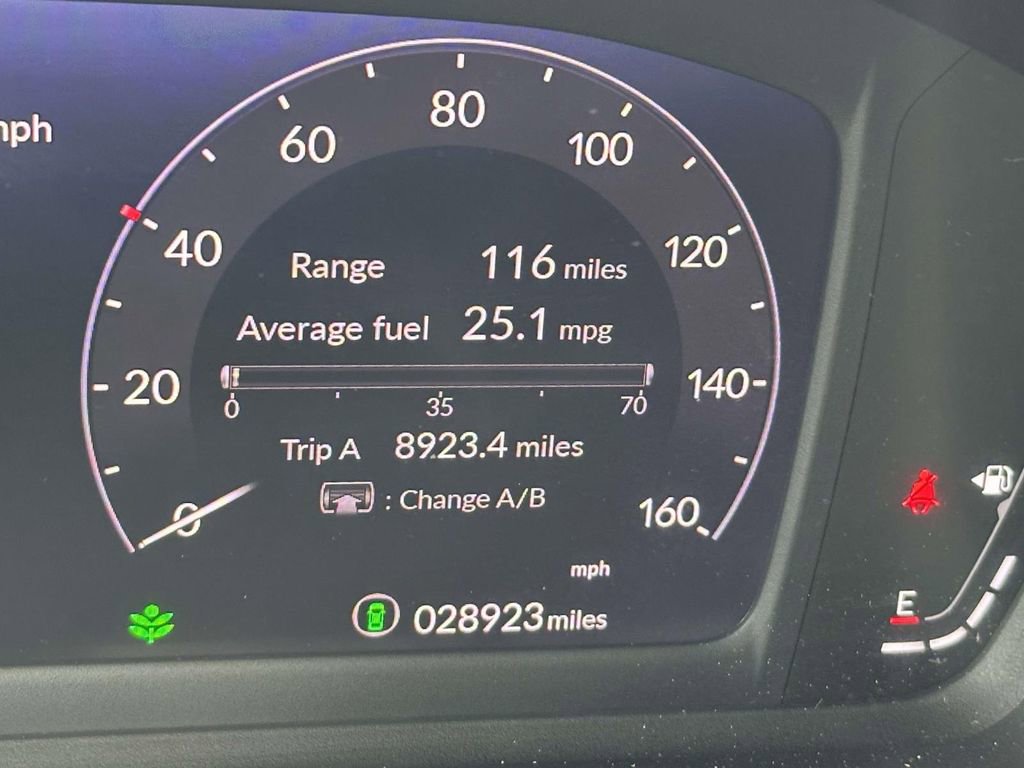 mph
80
60
100
40
120
Range 116 miles
Average fuel 25.1 mpg
20
140
0 35 70
Trip A 8923.4 miles
: Change A/B
0
160
mph
E
028923 miles